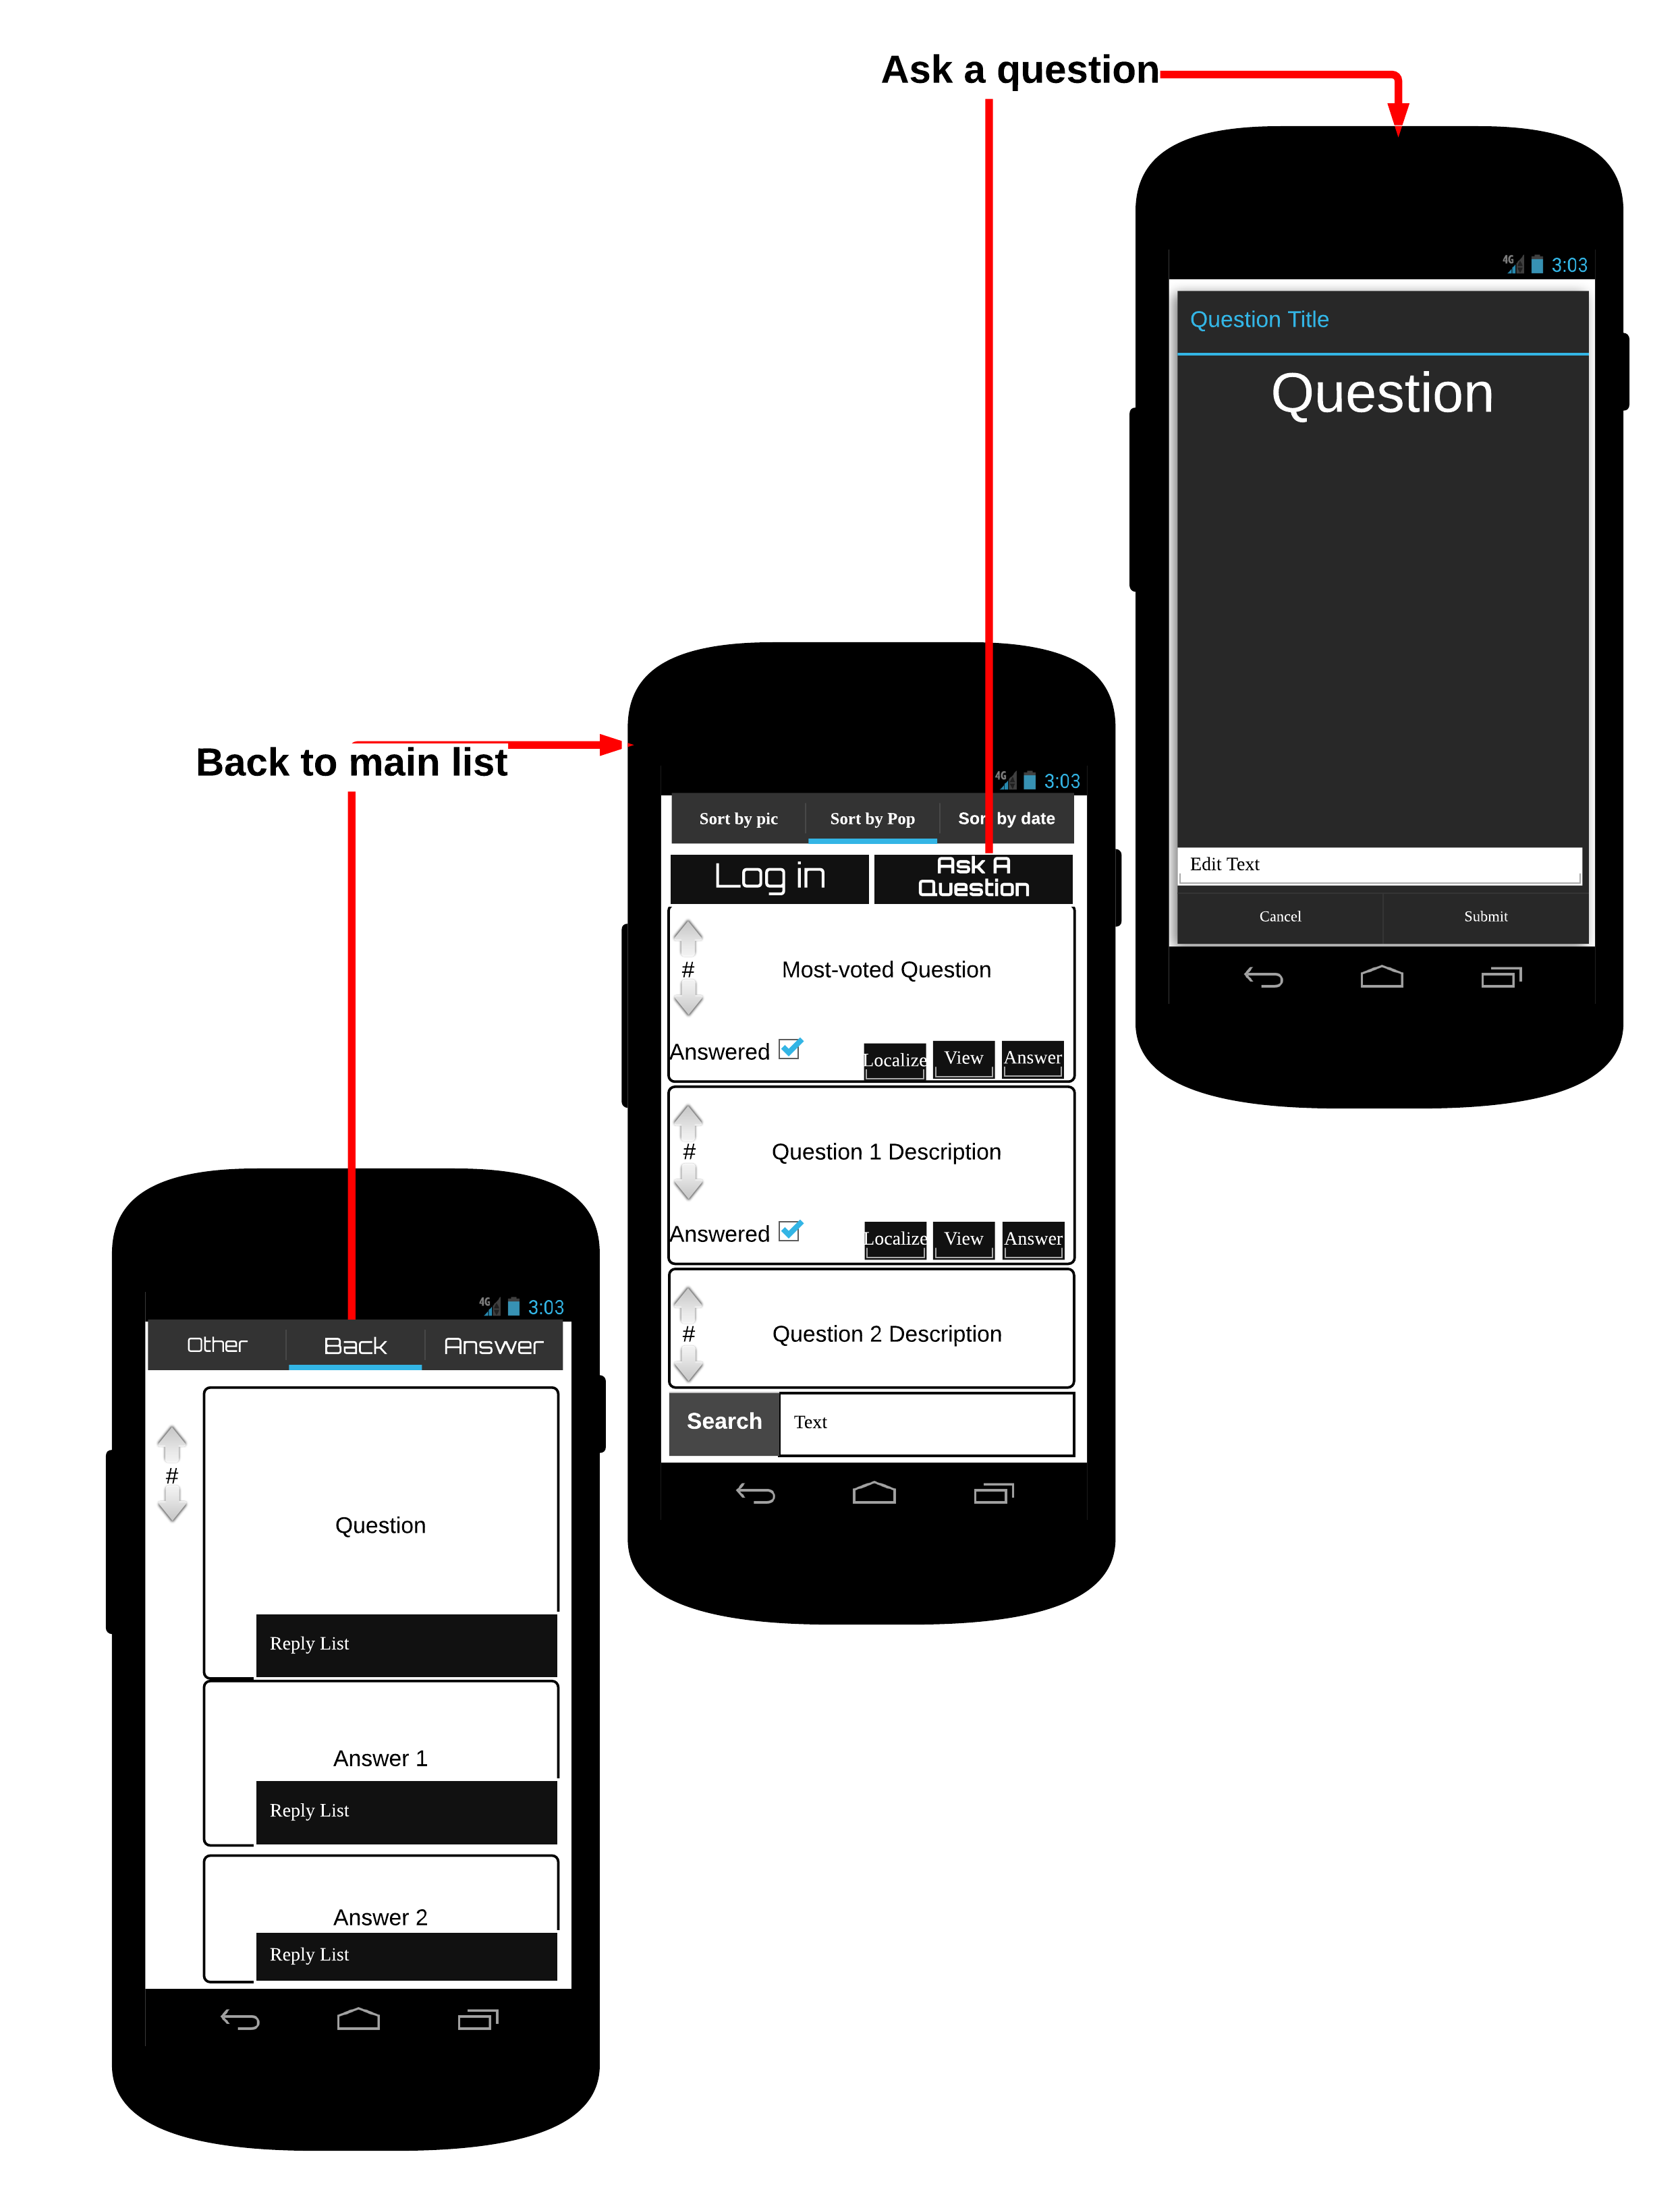 Ask a question
4G 3:03
Question Title
Question
Edit Text
Cancel Submit
Back to main list
4G 3:03
Sort by pic Sort by Pop Sort by date
Log in Ask A
Question
#
Most-voted Question
Answered Localize View Answer
#
Question 1 Description
Answered Localize View Answer
#
Question 2 Description
Search Text
4G 3:03
Other Back Answer
#
Question
Reply List
Answer 1
Reply List
Answer 2
Reply List